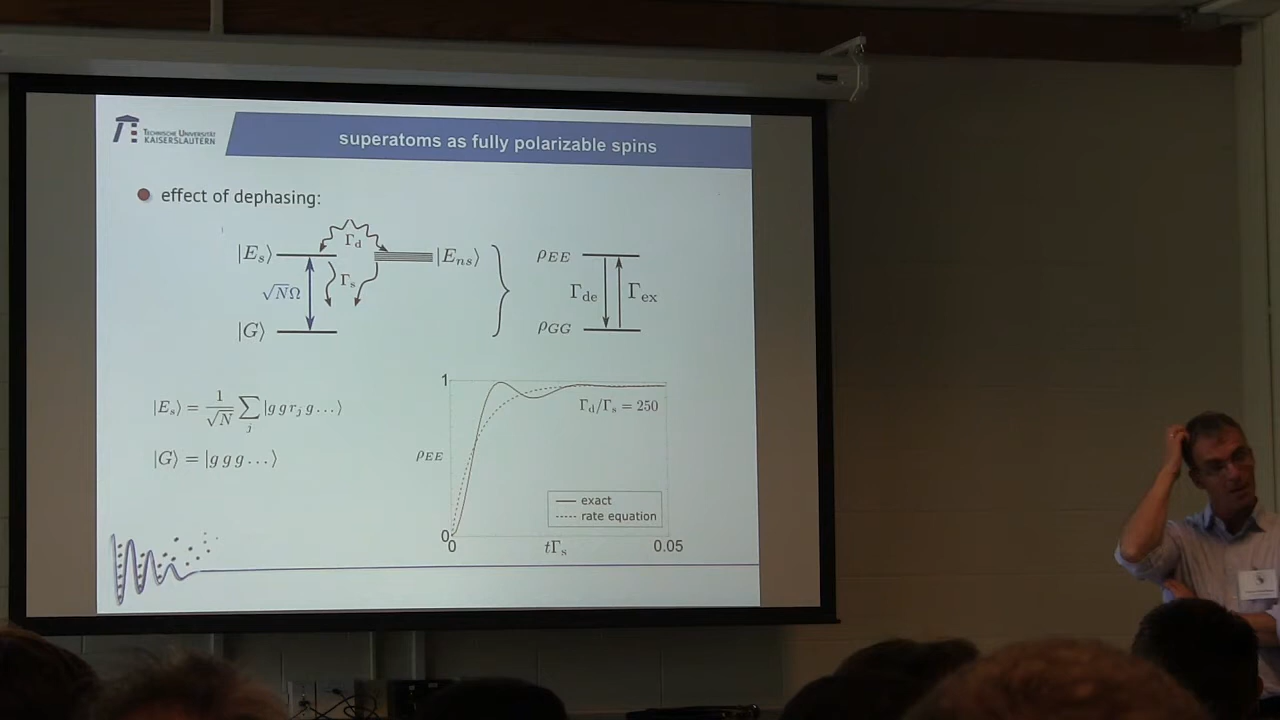 TECHNISCHE UNIVERSITÄT
KAISERSLAUTERN
superatoms as fully polarizable spins
effect of dephasing:
Γd
|Es⟩
|Ens⟩
Γs
√NΩ
|G⟩
ρEE
Γde
Γex
ρGG
|Es⟩ = 1/√N ∑j |g g rj g . . .⟩
|G⟩ = |g g g . . .⟩
1
Γd/Γs = 250
ρEE
exact
rate equation
0
0
tΓs
0.05